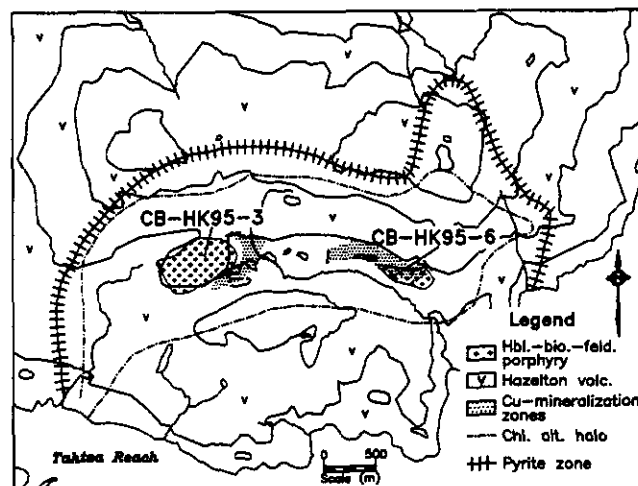 CB-HK95-3
CB-HK95-6
Legend
Hbl.-bio.-feld.
porphyry
v Hazelton volc.
Cu-mineralization
zones
Chl. alt. halo
Pyrite zone
Tahtsa Reach
0 500
Scale (m)